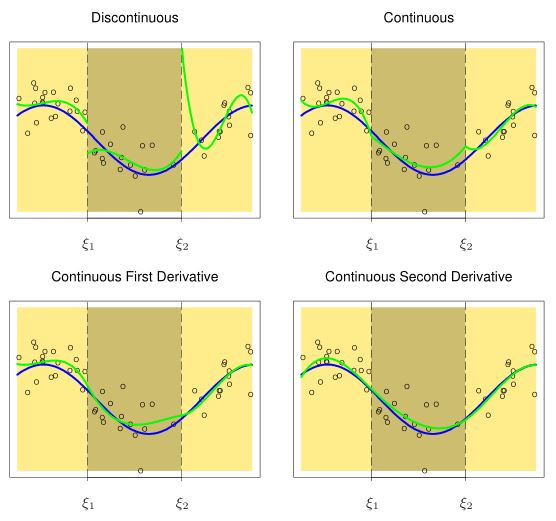 Discontinuous
Continuous
ξ1 ξ2
ξ1 ξ2
Continuous First Derivative
Continuous Second Derivative
ξ1 ξ2
ξ1 ξ2